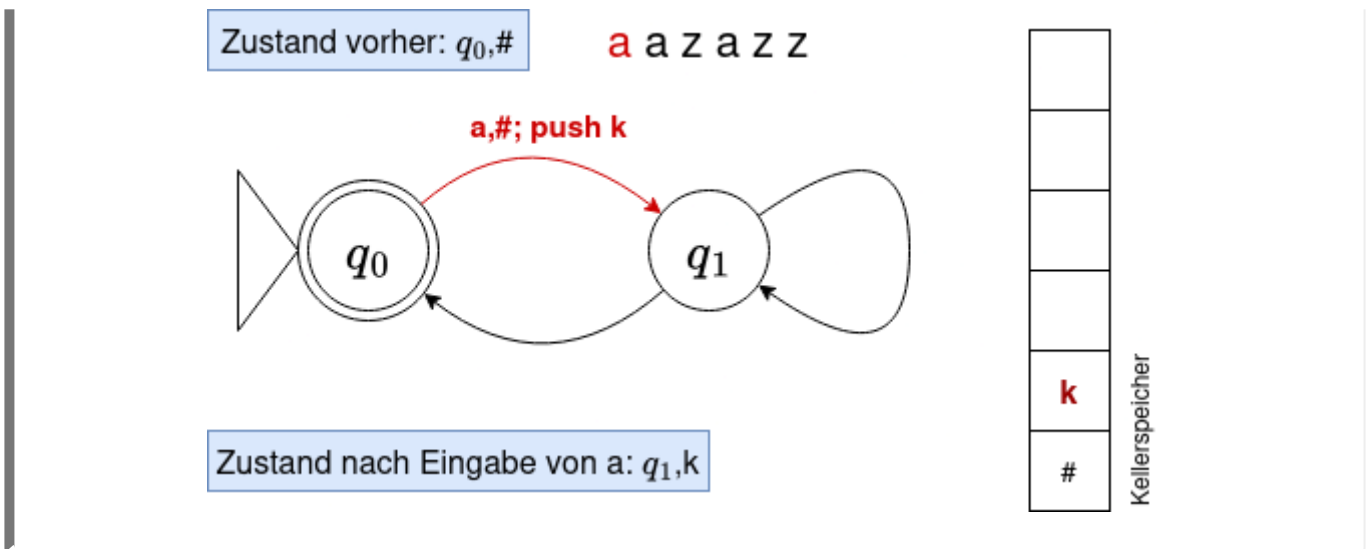 Zustand vorher: q₀,#
a a z a z z
a,#; push k
q₀
q₁
k
#
Kellerspeicher
Zustand nach Eingabe von a: q₁,k